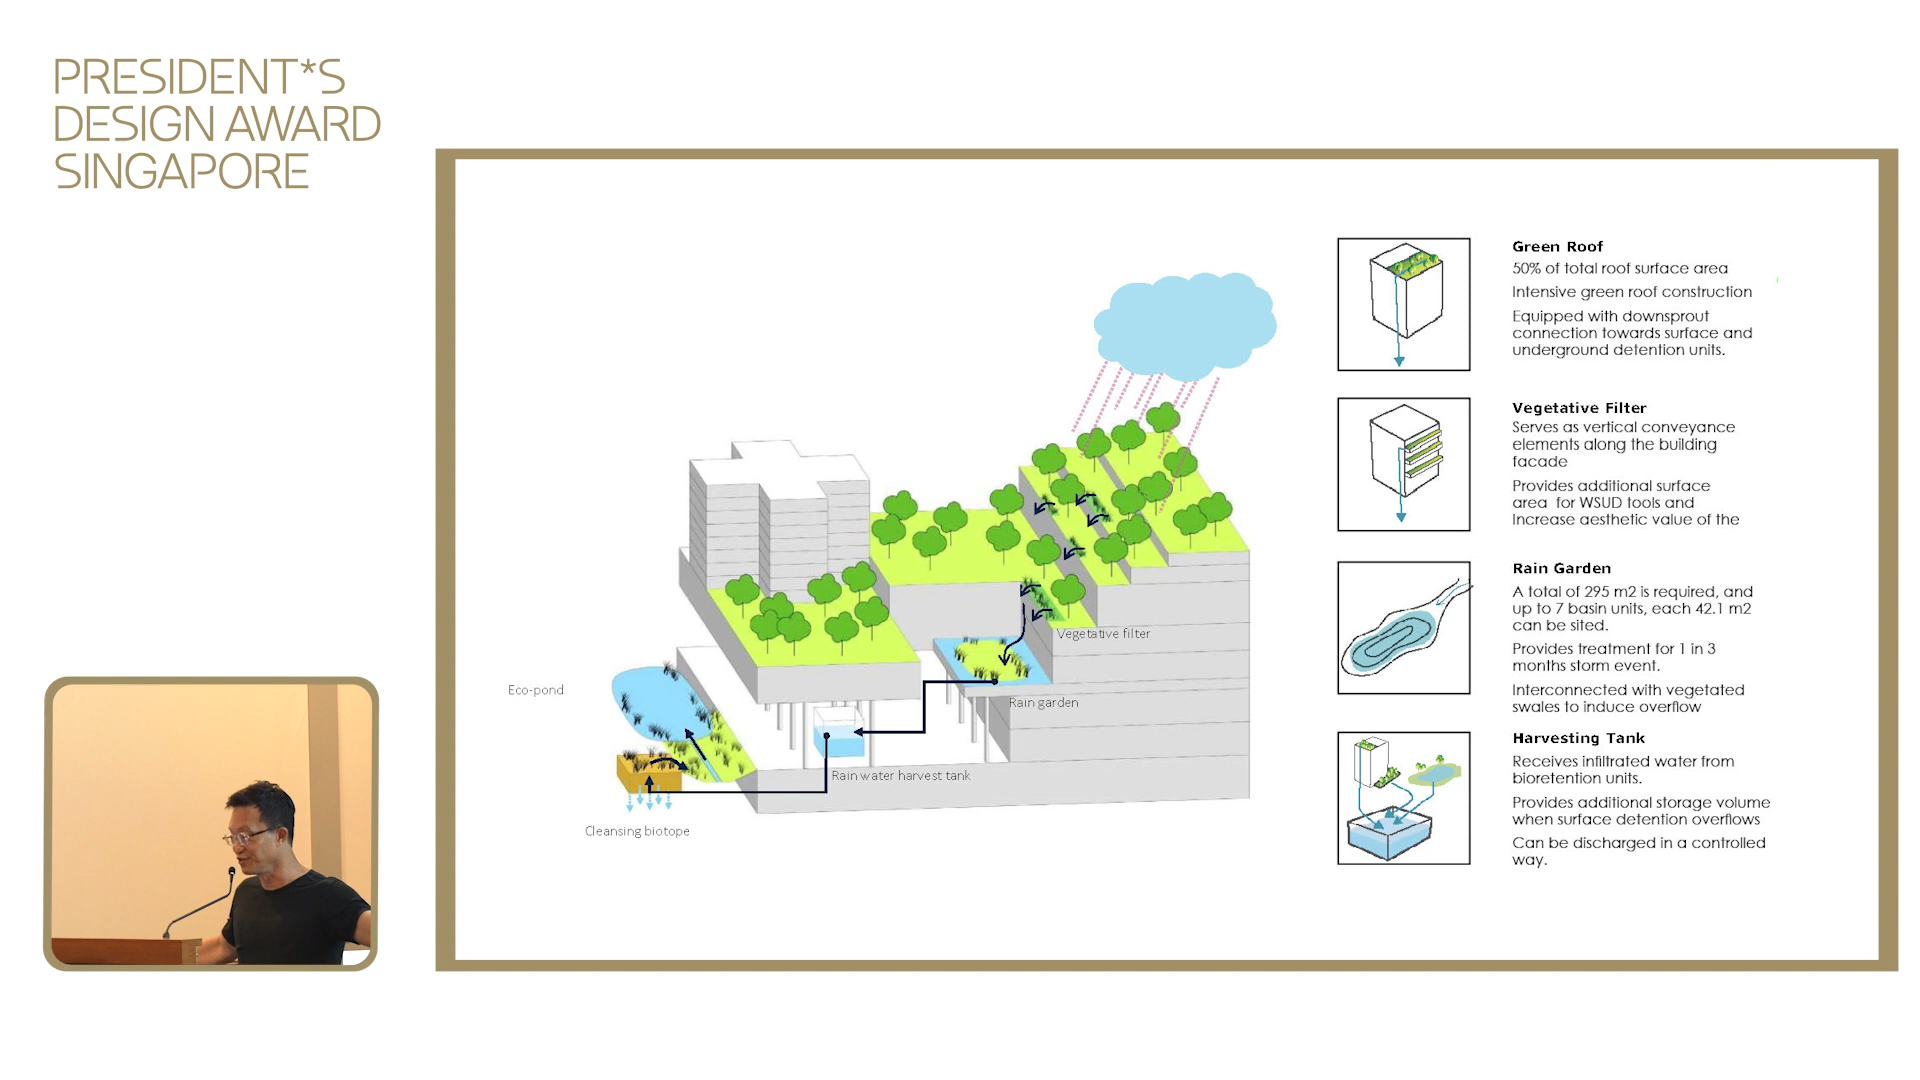 PRESIDENT*S
DESIGN AWARD
SINGAPORE
Green Roof
50% of total roof surface area
Intensive green roof construction
Equipped with downsprout
connection towards surface and
underground detention units.
Vegetative Filter
Serves as vertical conveyance
elements along the building
facade
Provides additional surface
area for WSUD tools and
Increase aesthetic value of the
Rain Garden
A total of 295 m2 is required, and
up to 7 basin units, each 42.1 m2
can be sited.
Provides treatment for 1 in 3
months storm event.
Interconnected with vegetated
swales to induce overflow
Harvesting Tank
Receives infiltrated water from
bioretention units.
Provides additional storage volume
when surface detention overflows
Can be discharged in a controlled
way.
Vegetative filter
Eco-pond
Rain garden
Rain water harvest tank
Cleansing biotope